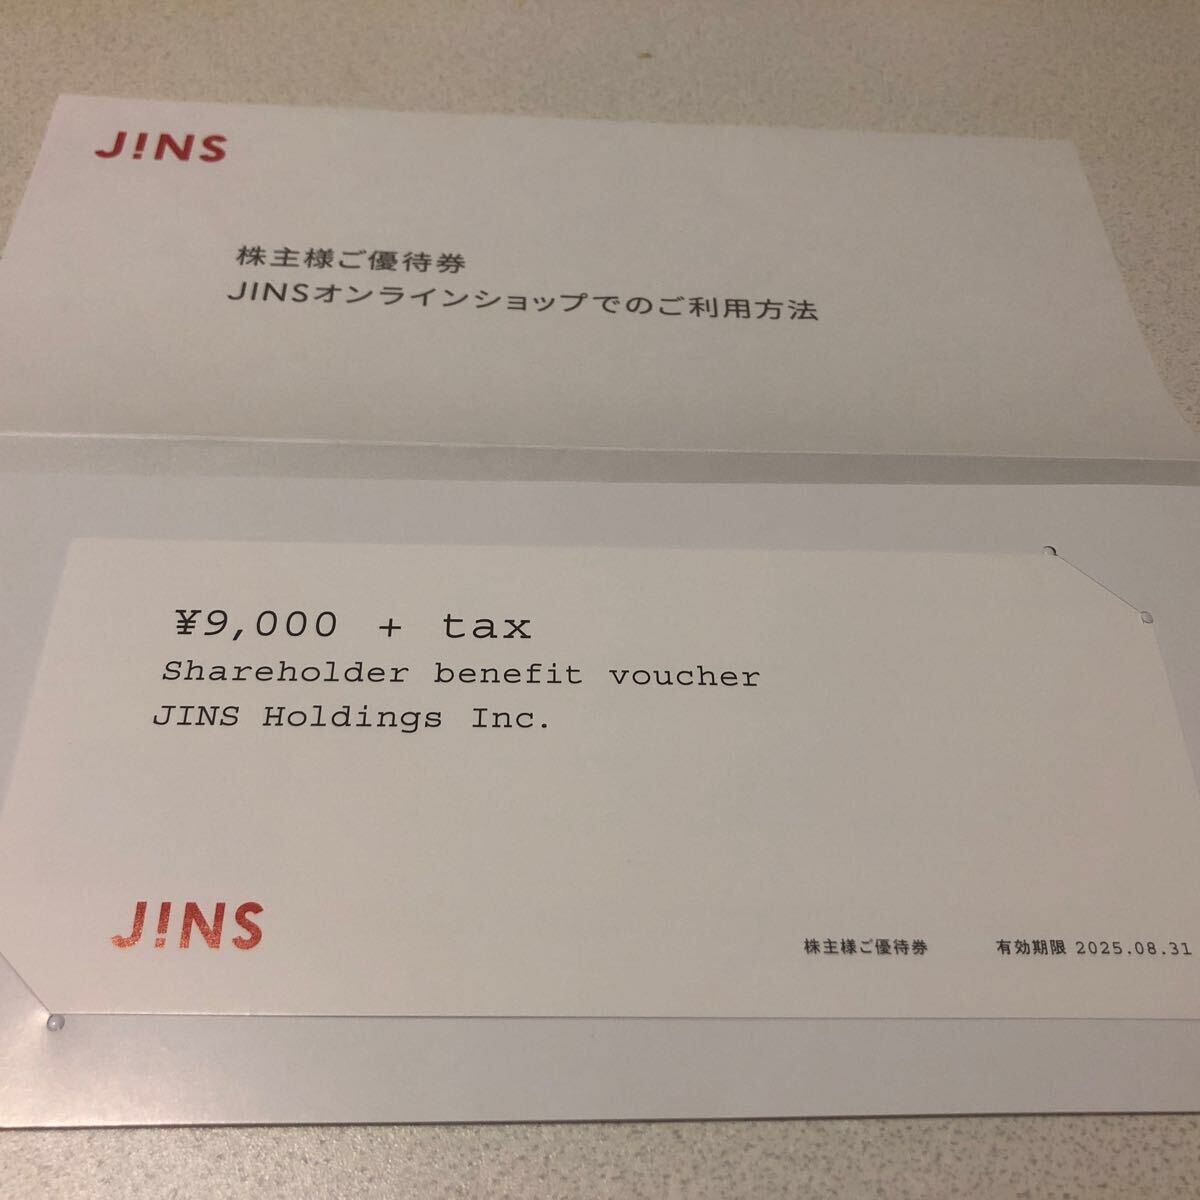 J!NS
株主様ご優待券
JINSオンラインショップでのご利用方法
¥9,000 + tax
Shareholder benefit voucher
JINS Holdings Inc.
J!NS
株主様ご優待券 有効期限 2025.08.31